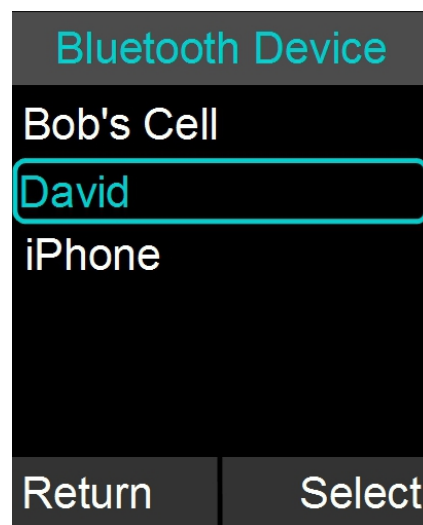 Bluetooth Device
Bob's Cell
David
iPhone
Return Select